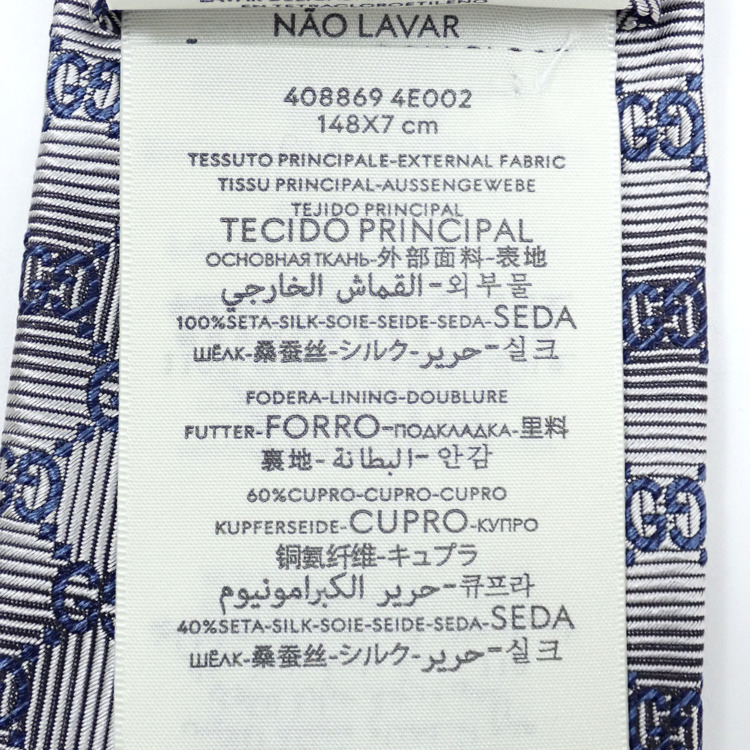 NÃO LAVAR
408869 4E002
148X7 cm
TESSUTO PRINCIPALE-EXTERNAL FABRIC
TISSU PRINCIPAL-AUSSENGEWEBE
TEJIDO PRINCIPAL
TECIDO PRINCIPAL
ОСНОВНАЯ ТКАНЬ-外部面料-表地
القماش الخارجي-외부물
100%SETA-SILK-SOIE-SEIDE-SEDA-SEDA
ШЁЛК-桑蚕丝-シルク-حرير-실크
FODERA-LINING-DOUBLURE
FUTTER-FORRO-ПОДКЛАДКА-里料
裏地-البطانة-안감
60%CUPRO-CUPRO-CUPRO
KUPFERSEIDE-CUPRO-КУПРО
铜氨纤维-キュプラ
حرير الكبرامونيوم-큐프라
40%SETA-SILK-SOIE-SEIDE-SEDA-SEDA
ШЁЛК-桑蚕丝-シルク-حرير-실크